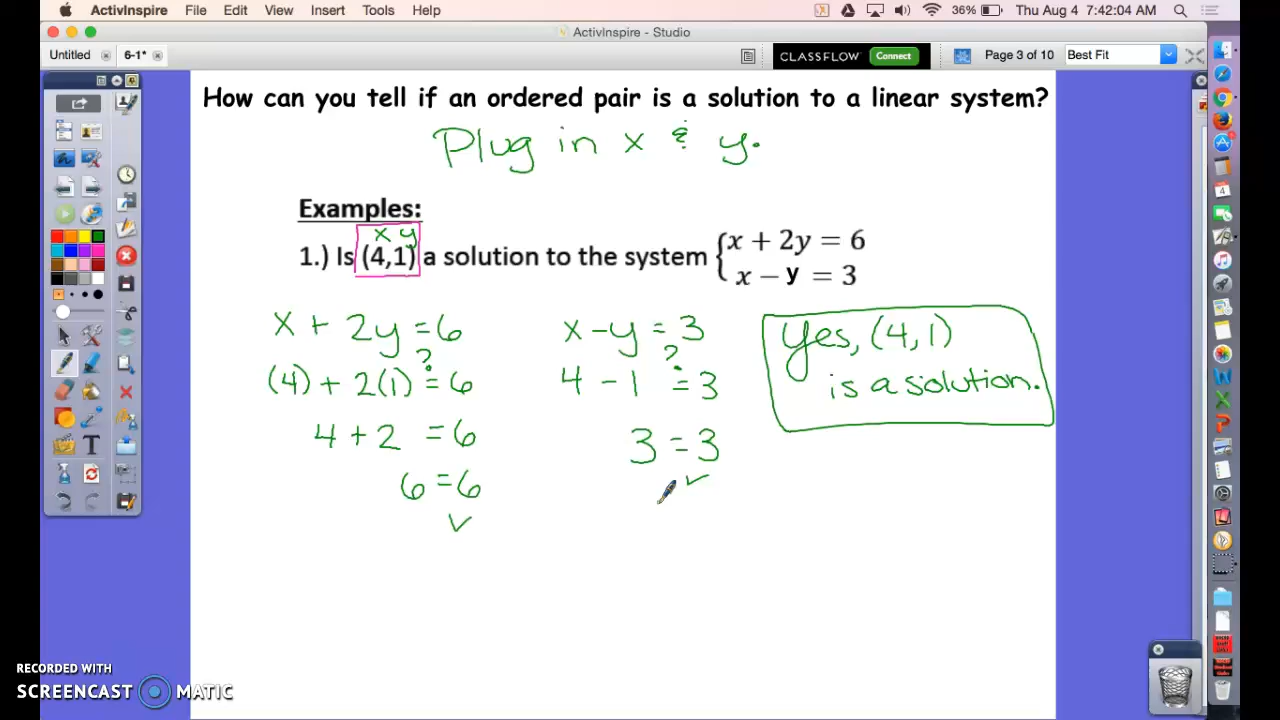 ActivInspire File Edit View Insert Tools Help 36% Thu Aug 4 7:42:04 AM
ActivInspire - Studio
Untitled 6-1* CLASSFLOW Connect Page 3 of 10 Best Fit
How can you tell if an ordered pair is a solution to a linear system?
Plug in x & y.
Examples:
x y
1.) Is (4,1) a solution to the system { x + 2y = 6
x − y = 3
x + 2y = 6
(4) + 2(1) ≟ 6
4 + 2 = 6
6 = 6
✓
x - y = 3
4 - 1 ≟ 3
3 = 3
✓
Yes, (4,1)
is a solution.
RECORDED WITH
SCREENCAST MATIC